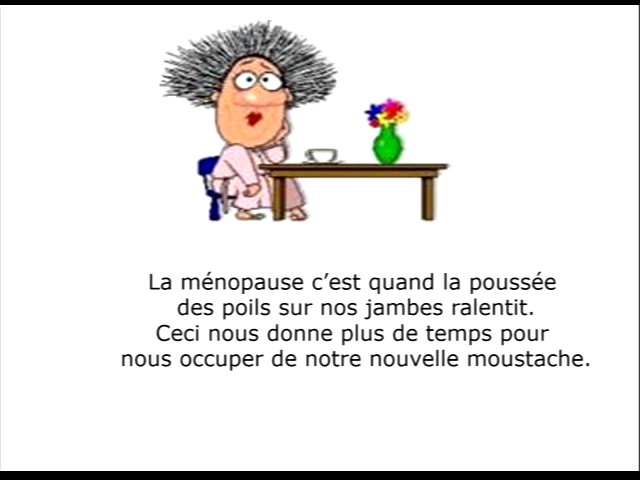 La ménopause c’est quand la poussée
des poils sur nos jambes ralentit.
Ceci nous donne plus de temps pour
nous occuper de notre nouvelle moustache.